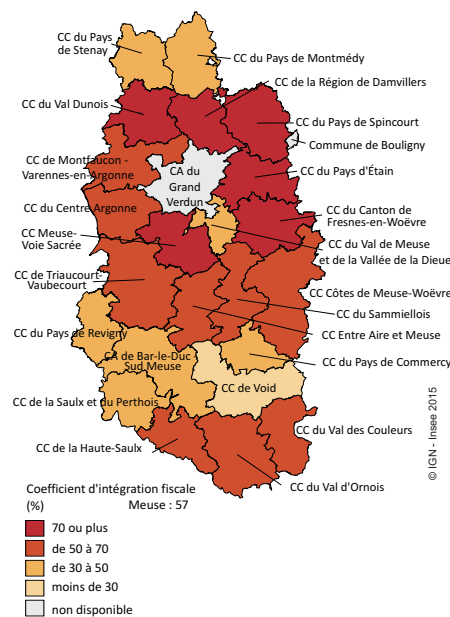 CC du Pays
de Stenay
CC du Pays de Montmédy
CC de la Région de Damvillers
CC du Val Dunois
CC du Pays de Spincourt
Commune de Bouligny
CC de Montfaucon -
Varennes-en-Argonne
CA du
Grand
Verdun
CC du Pays d'Étain
CC du Centre Argonne
CC du Canton de
Fresnes-en-Woëvre
CC Meuse-
Voie Sacrée
CC du Val de Meuse
et de la Vallée de la Dieue
CC de Triaucourt-
Vaubecourt
CC Côtes de Meuse-Woëvre
CC du Sammiellois
CC du Pays de Revigny
CC Entre Aire et Meuse
CA de Bar-le-Duc
Sud Meuse
CC du Pays de Commercy
CC de Void
CC de la Saulx et du Perthois
CC du Val des Couleurs
CC de la Haute-Saulx
CC du Val d'Ornois
© IGN - Insee 2015
Coefficient d'intégration fiscale
(%)
Meuse : 57
70 ou plus
de 50 à 70
de 30 à 50
moins de 30
non disponible